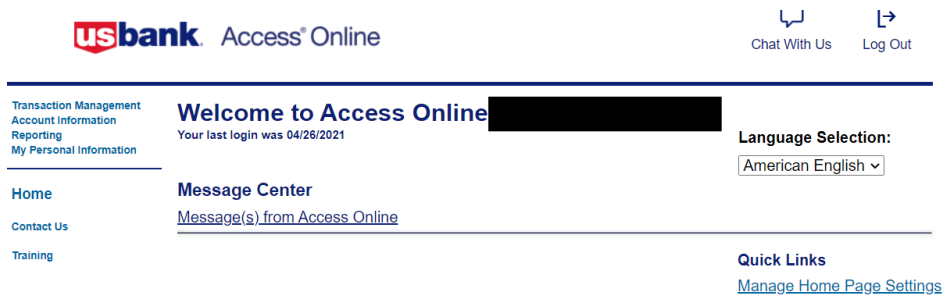 usbank. Access® Online
Chat With Us
Log Out
Transaction Management
Account Information
Reporting
My Personal Information
Home
Contact Us
Training
Welcome to Access Online
Your last login was 04/26/2021
Message Center
Message(s) from Access Online
Language Selection:
American English
Quick Links
Manage Home Page Settings